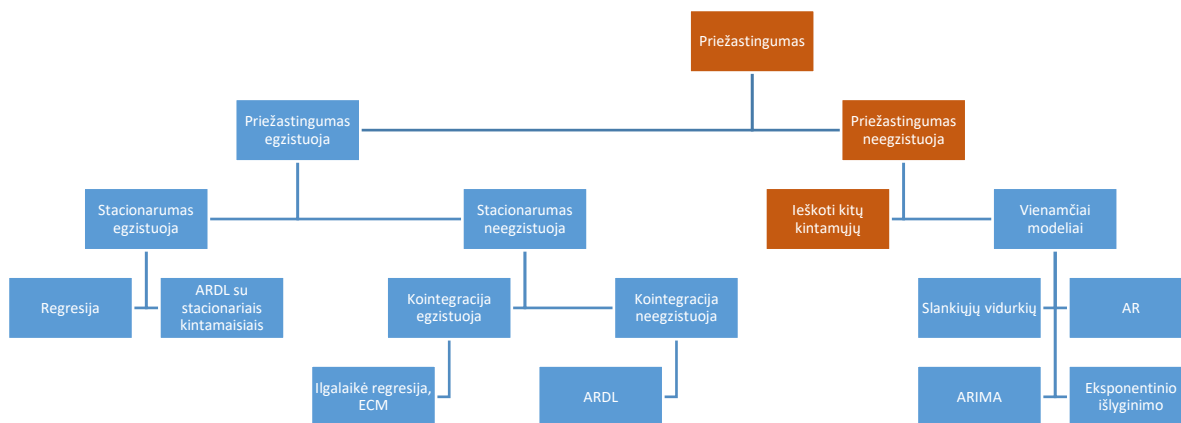 Priežastingumas
Priežastingumas
egzistuoja
Priežastingumas
neegzistuoja
Stacionarumas
egzistuoja
Stacionarumas
neegzistuoja
Ieškoti kitų
kintamųjų
Vienamčiai
modeliai
Regresija
ARDL su
stacionariais
kintamaisiais
Kointegracija
egzistuoja
Kointegracija
neegzistuoja
Slankiųjų vidurkių
AR
Ilgalaikė regresija,
ECM
ARDL
ARIMA
Eksponentinio
išlyginimo